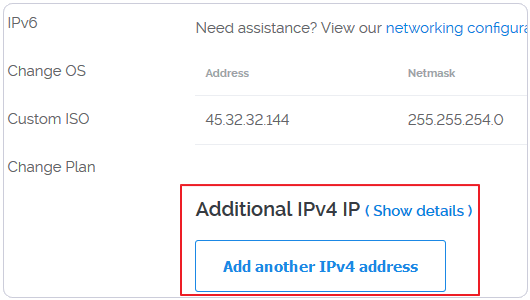 IPv6
Change OS
Custom ISO
Change Plan
Need assistance? View our networking configura
Address Netmask
45.32.32.144 255.255.254.0
Additional IPv4 IP ( Show details )
Add another IPv4 address